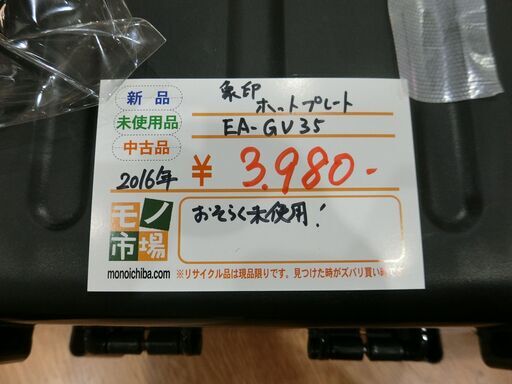 新品
未使用品
中古品
象印
ホットプレート
EA-GV35
2016年 ¥3.980-
モノ
市場
monoichiba.com
おそらく未使用!
※リサイクル品は現品限りです。見つけた時がズバリ買い時です